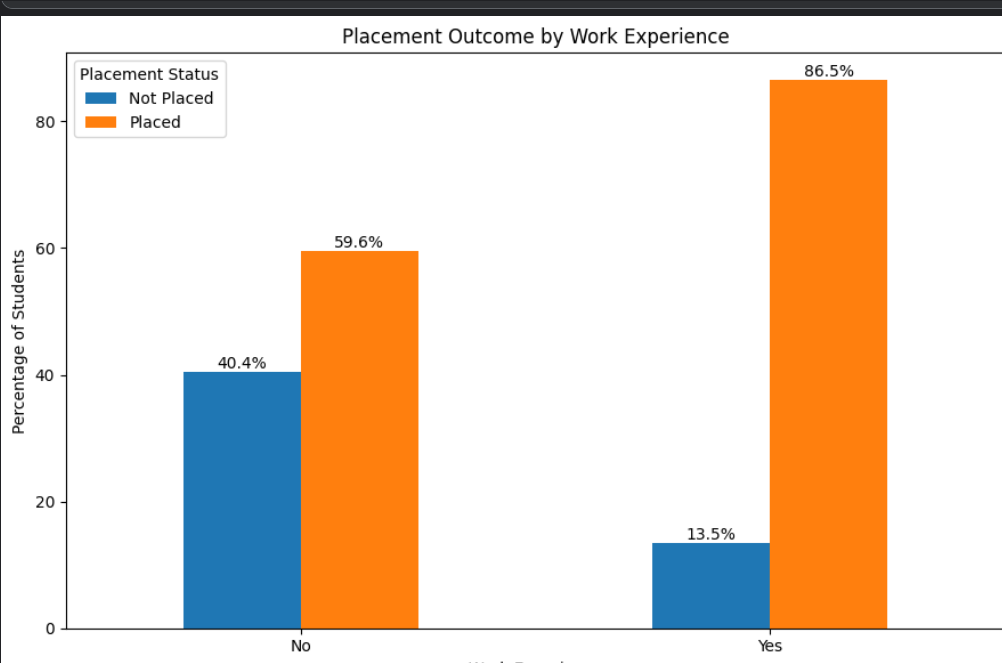 Placement Outcome by Work Experience
Placement Status
Not Placed
Placed
86.5%
80
59.6%
60
Percentage of Students
40.4%
40
20
13.5%
0
No
Yes